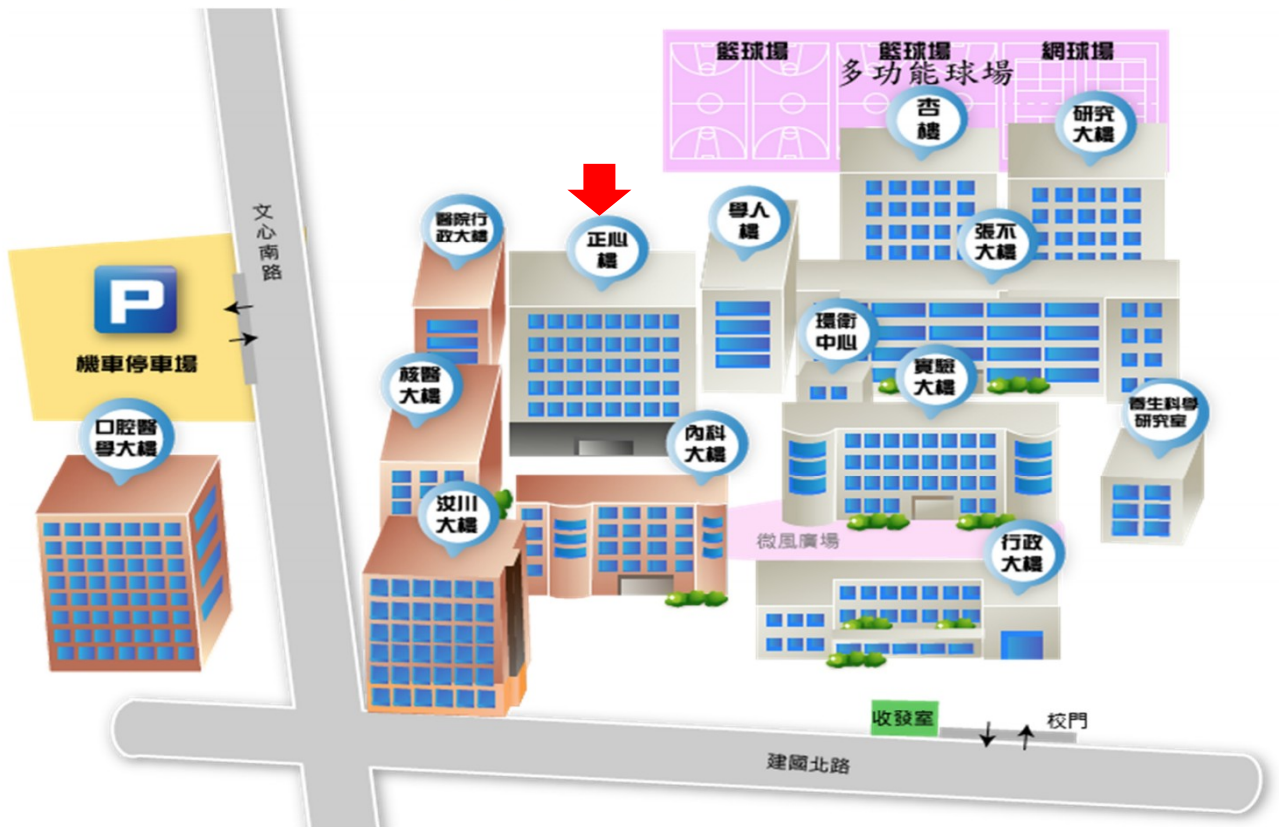 籃球場
籃球場
網球場
多功能球場
杏
樓
研究
大樓
文心南路
醫院行
政大樓
正心
樓
學人
樓
張不
大樓
P
機車停車場
環衛
中心
核醫
大樓
實驗
大樓
口腔醫
學大樓
內科
大樓
養生科學
研究室
汝川
大樓
微風廣場
行政
大樓
收發室
校門
建國北路